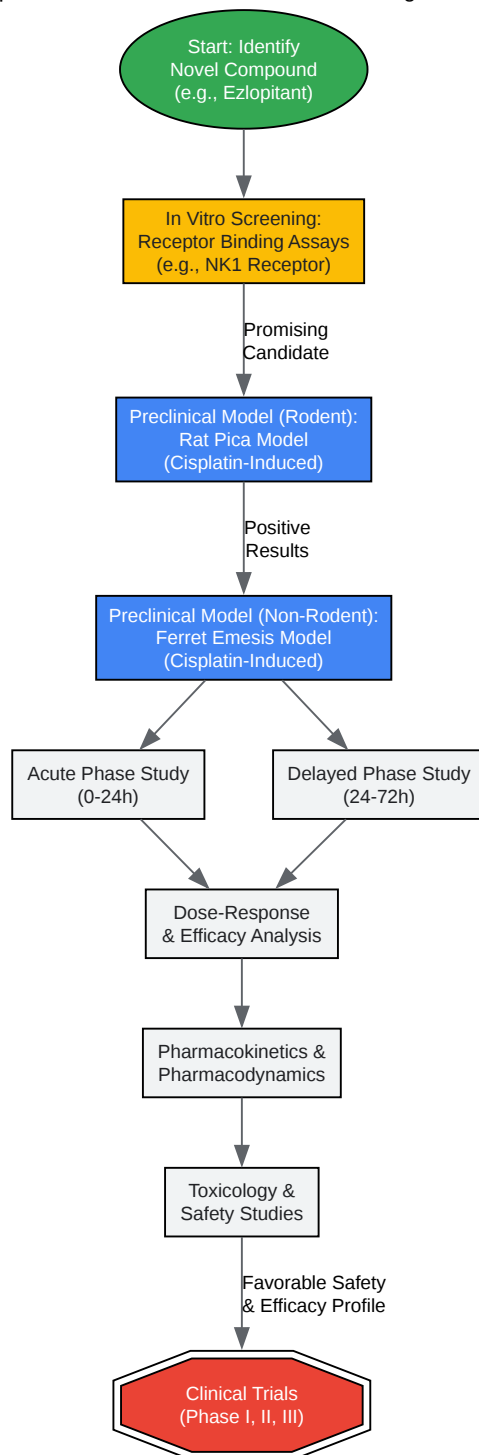 Start: Identify
Novel Compound
(e.g., Ezlopitant)
In Vitro Screening:
Receptor Binding Assays
(e.g., NK1 Receptor)
Promising
Candidate
Preclinical Model (Rodent):
Rat Pica Model
(Cisplatin-Induced)
Positive
Results
Preclinical Model (Non-Rodent):
Ferret Emesis Model
(Cisplatin-Induced)
Acute Phase Study
(0-24h)
Delayed Phase Study
(24-72h)
Dose-Response
& Efficacy Analysis
Pharmacokinetics &
Pharmacodynamics
Toxicology &
Safety Studies
Favorable Safety
& Efficacy Profile
Clinical Trials
(Phase I, II, III)